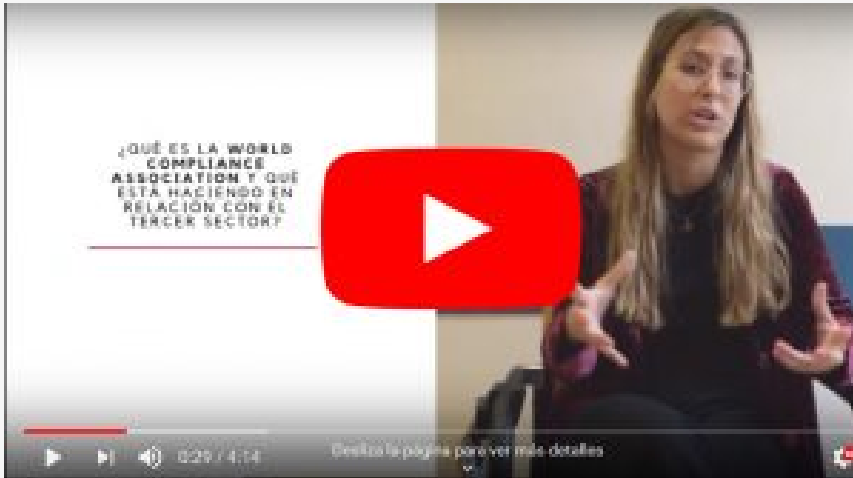 ¿QUÉ ES LA WORLD
COMPLIANCE
ASSOCIATION Y QUÉ
ESTÁ HACIENDO EN
RELACIÓN CON EL
TERCER SECTOR?
0:29 / 4:14
Desliza la página para ver más detalles